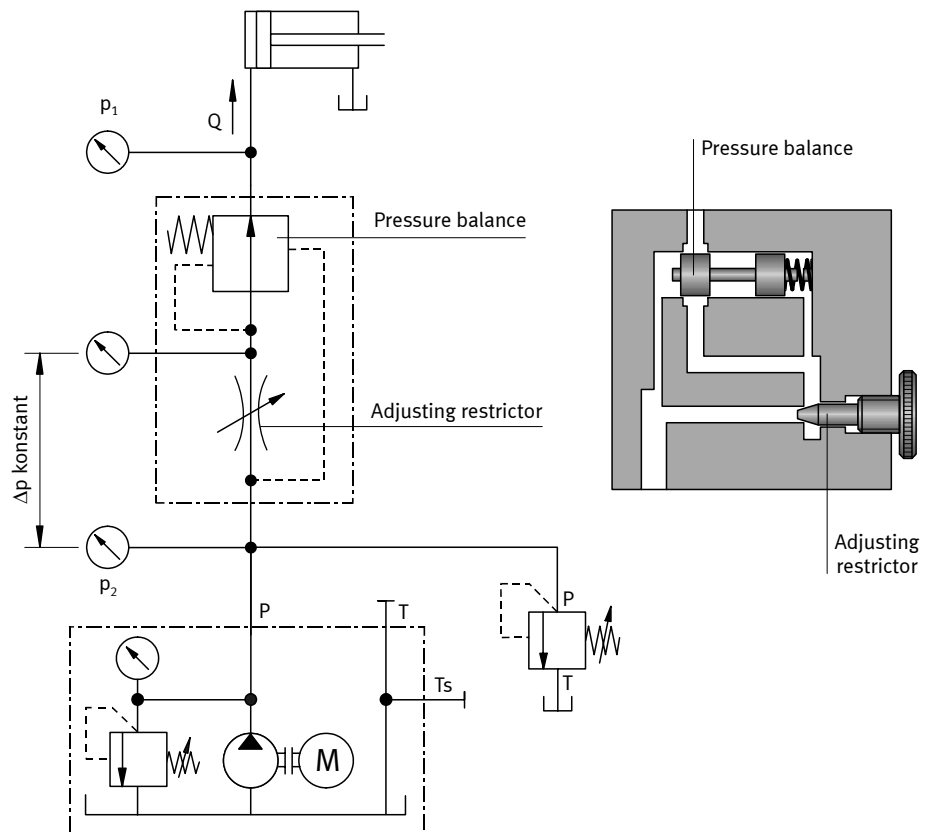 p₁
Q
Pressure balance
Pressure balance
Adjusting restrictor
Δp konstant
Adjusting
restrictor
p₂
P
T
P
T
Ts
M